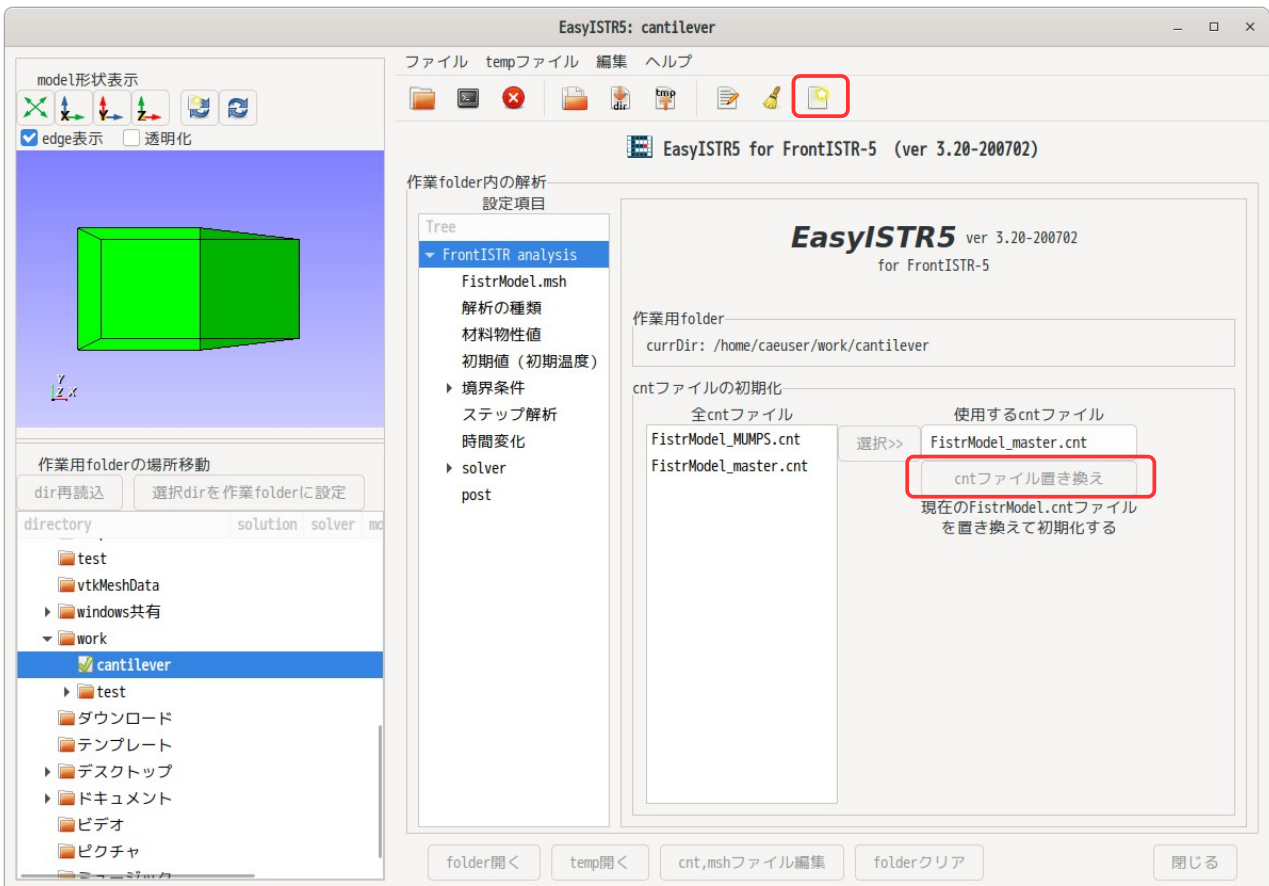 EasyISTR5: cantilever
model形状表示
edge表示 透明化
作業用folderの場所移動
dir再読込 選択dirを作業folderに設定
directory solution solver
test
vtkMeshData
windows共有
work
cantilever
test
ダウンロード
テンプレート
デスクトップ
ドキュメント
ビデオ
ピクチャ
ミュージック
ファイル tempファイル 編集 ヘルプ
EasyISTR5 for FrontISTR-5 (ver 3.20-200702)
作業folder内の解析
設定項目
Tree
FrontISTR analysis
FistrModel.msh
解析の種類
材料物性値
初期値（初期温度）
境界条件
ステップ解析
時間変化
solver
post
EasyISTR5 ver 3.20-200702
for FrontISTR-5
作業用folder
currDir: /home/caeuser/work/cantilever
cntファイルの初期化
全cntファイル
FistrModel_MUMPS.cnt
FistrModel_master.cnt
選択>>
使用するcntファイル
FistrModel_master.cnt
cntファイル置き換え
現在のFistrModel.cntファイル
を置き換えて初期化する
folder開く temp開く cnt,mshファイル編集 folderクリア 閉じる